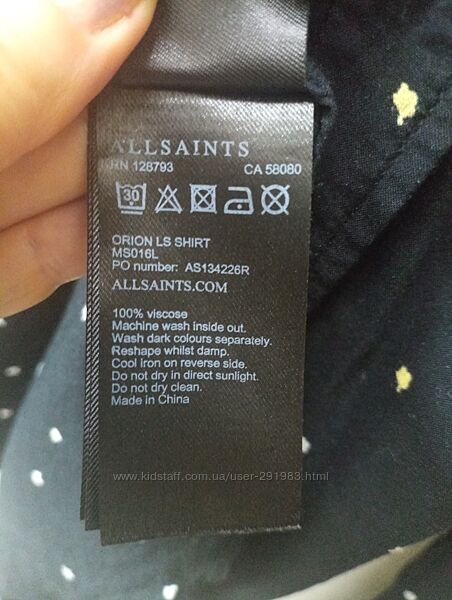 ALLSAINTS
RN 128793 CA 58080
30
ORION LS SHIRT
MS016L
PO number: AS134226R
ALLSAINTS.COM
100% viscose
Machine wash inside out.
Wash dark colours separately.
Reshape whilst damp.
Cool iron on reverse side.
Do not dry in direct sunlight.
Do not dry clean.
Made in China
www.kidstaff.com.ua/user-291983.html